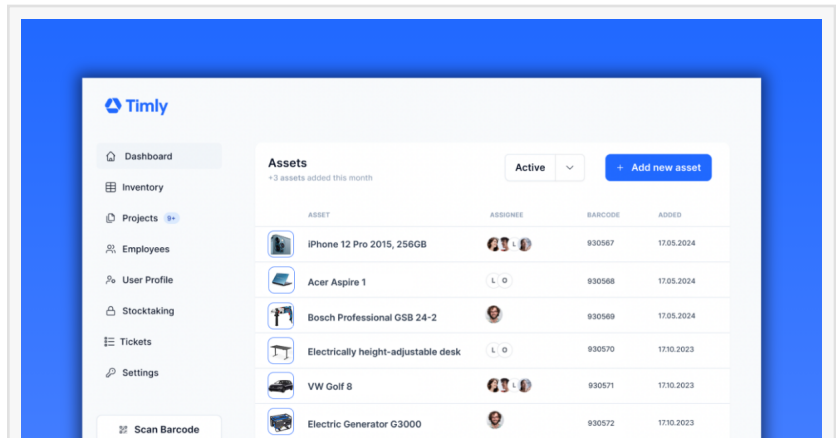 Timly
Dashboard
Inventory
Projects 9+
Employees
User Profile
Stocktaking
Tickets
Settings
Scan Barcode
Assets
+3 assets added this month
Active
+ Add new asset
ASSET ASSIGNEE BARCODE ADDED
iPhone 12 Pro 2015, 256GB L 930567 17.05.2024
Acer Aspire 1 L O 930568 17.05.2024
Bosch Professional GSB 24-2 930569 17.05.2024
Electrically height-adjustable desk L O 930570 17.10.2023
VW Golf 8 L 930571 17.10.2023
Electric Generator G3000 930572 17.10.2023